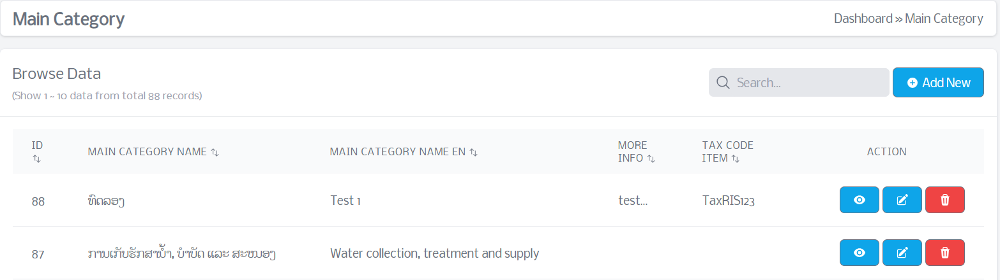 Main Category
Dashboard » Main Category
Browse Data
(Show 1 ~ 10 data from total 88 records)
Search...
Add New
ID
MAIN CATEGORY NAME
MAIN CATEGORY NAME EN
MORE INFO
TAX CODE ITEM
ACTION
88
ທົດລອງ
Test 1
test...
TaxRIS123
87
ການເກັບຮັກສານ້ຳ, ບຳບັດ ແລະ ສະໜອງ
Water collection, treatment and supply